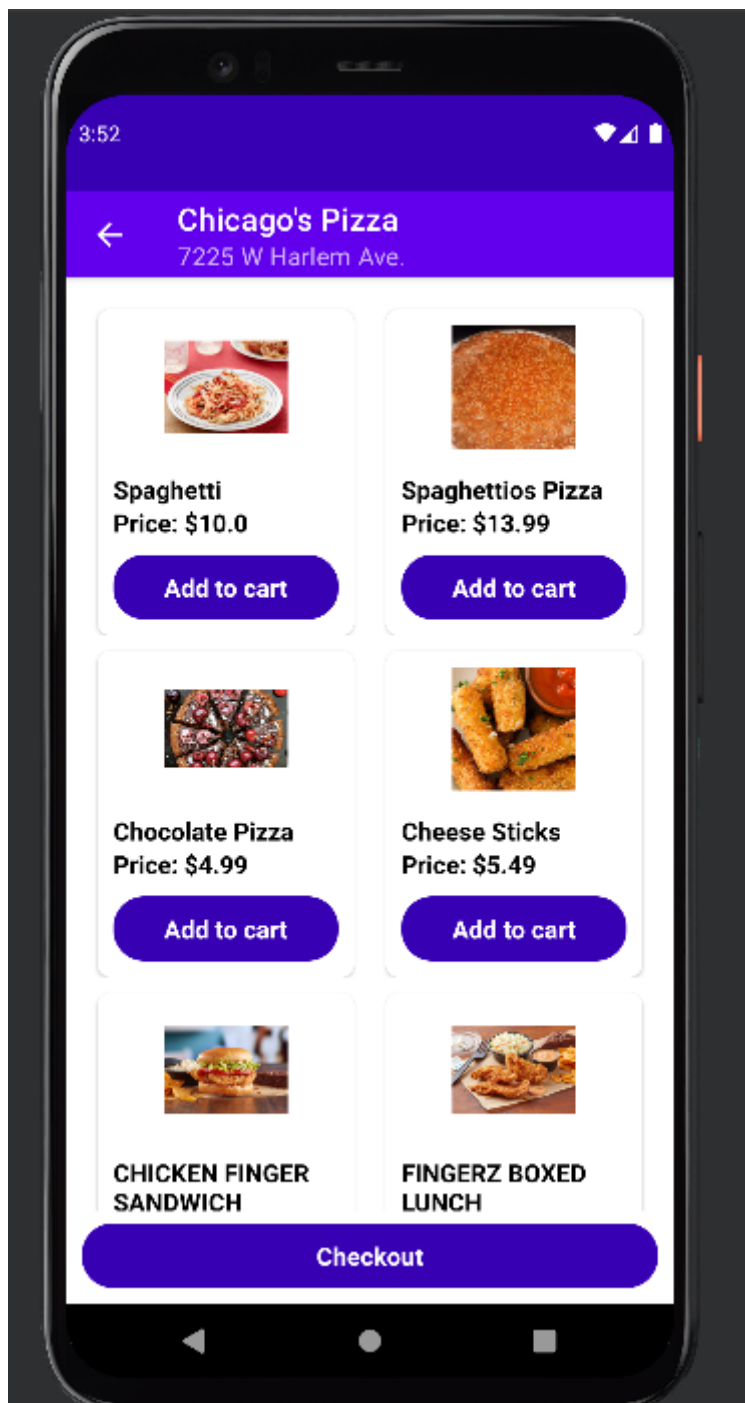 3:52
Chicago's Pizza
7225 W Harlem Ave.
Spaghetti
Price: $10.0
Add to cart
Spaghettios Pizza
Price: $13.99
Add to cart
Chocolate Pizza
Price: $4.99
Add to cart
Cheese Sticks
Price: $5.49
Add to cart
CHICKEN FINGER
SANDWICH
FINGERZ BOXED
LUNCH
Checkout